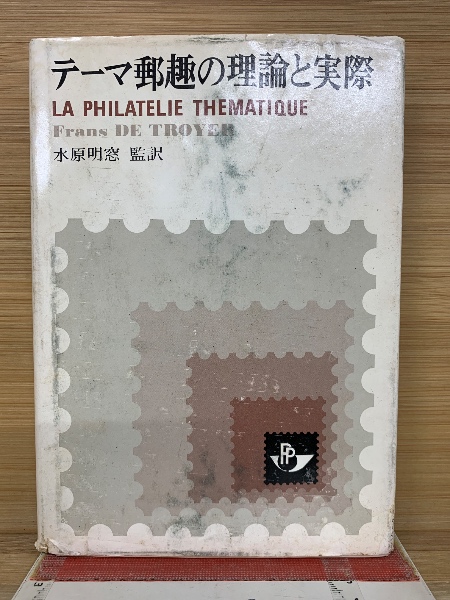 テーマ郵趣の理論と実際
LA PHILATELIE THEMATIQUE
Frans DE TROYER
水原明窓 監訳